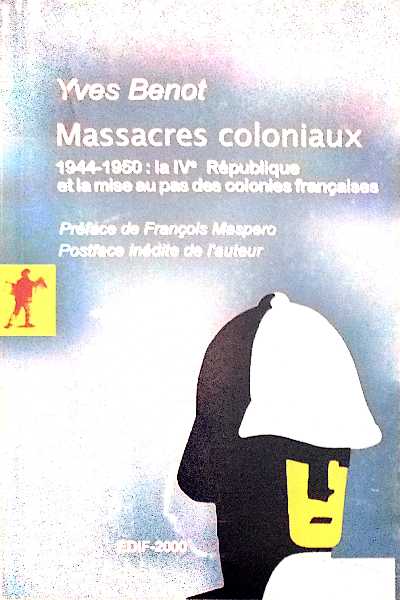 Yves Benot
Massacres coloniaux
1944-1950 : la IVe République
et la mise au pas des colonies françaises
Préface de François Maspero
Postface inédite de l'auteur
EDIF-2000